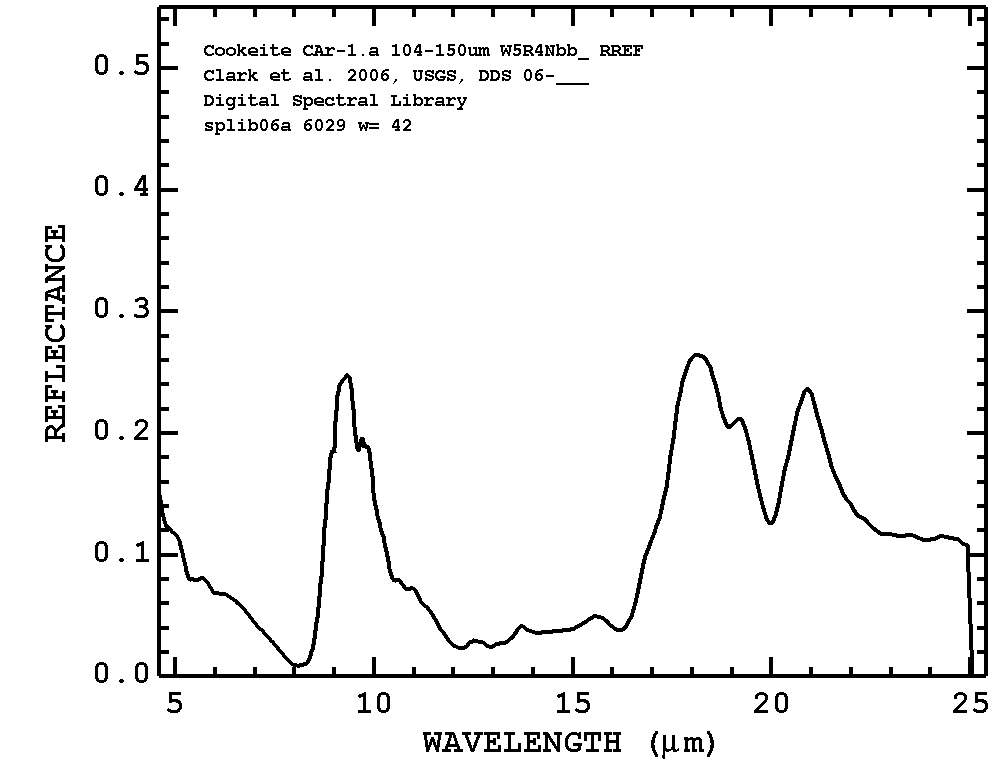 Cookeite CAr-1.a 104-150um W5R4Nbb_ RREF
Clark et al. 2006, USGS, DDS 06-___
Digital Spectral Library
splib06a 6029 w= 42
0.5
0.4
0.3
0.2
0.1
0.0
REFLECTANCE
5 10 15 20 25
WAVELENGTH (μm)